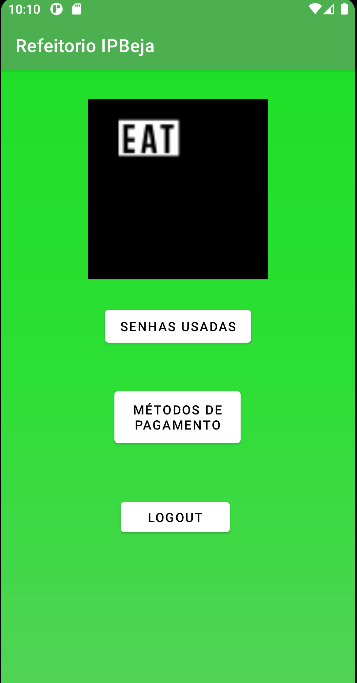 10:10
Refeitorio IPBeja
EAT
SENHAS USADAS
MÉTODOS DE
PAGAMENTO
LOGOUT